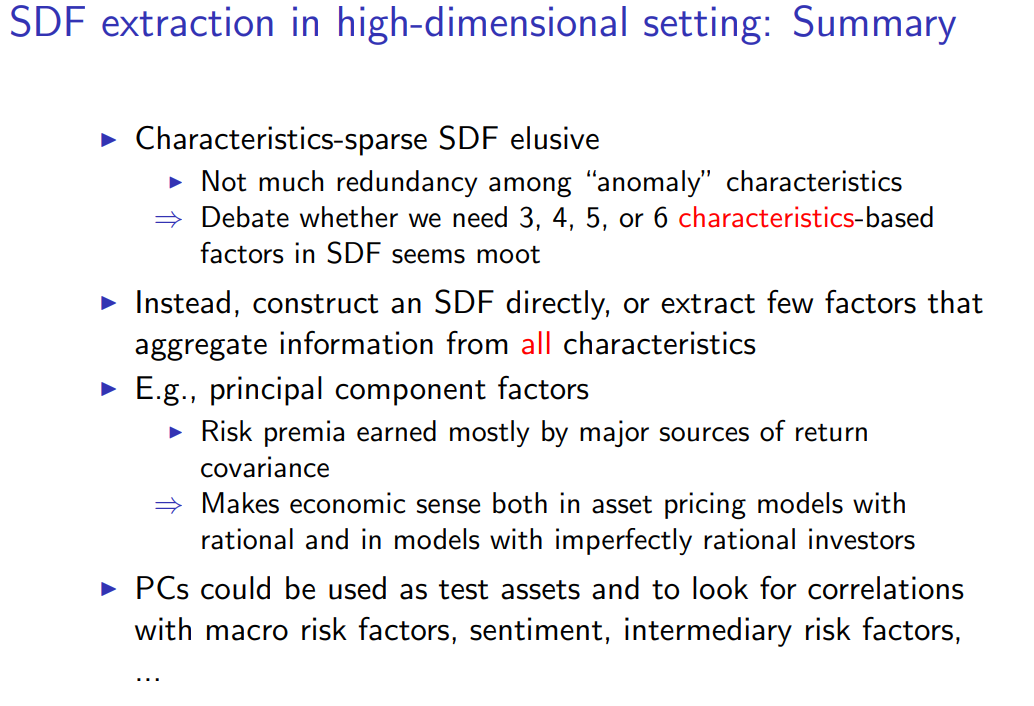 SDF extraction in high-dimensional setting: Summary
▶ Characteristics-sparse SDF elusive
▶ Not much redundancy among “anomaly” characteristics
⇒ Debate whether we need 3, 4, 5, or 6 characteristics-based
factors in SDF seems moot
▶ Instead, construct an SDF directly, or extract few factors that
aggregate information from all characteristics
▶ E.g., principal component factors
▶ Risk premia earned mostly by major sources of return
covariance
⇒ Makes economic sense both in asset pricing models with
rational and in models with imperfectly rational investors
▶ PCs could be used as test assets and to look for correlations
with macro risk factors, sentiment, intermediary risk factors,
...